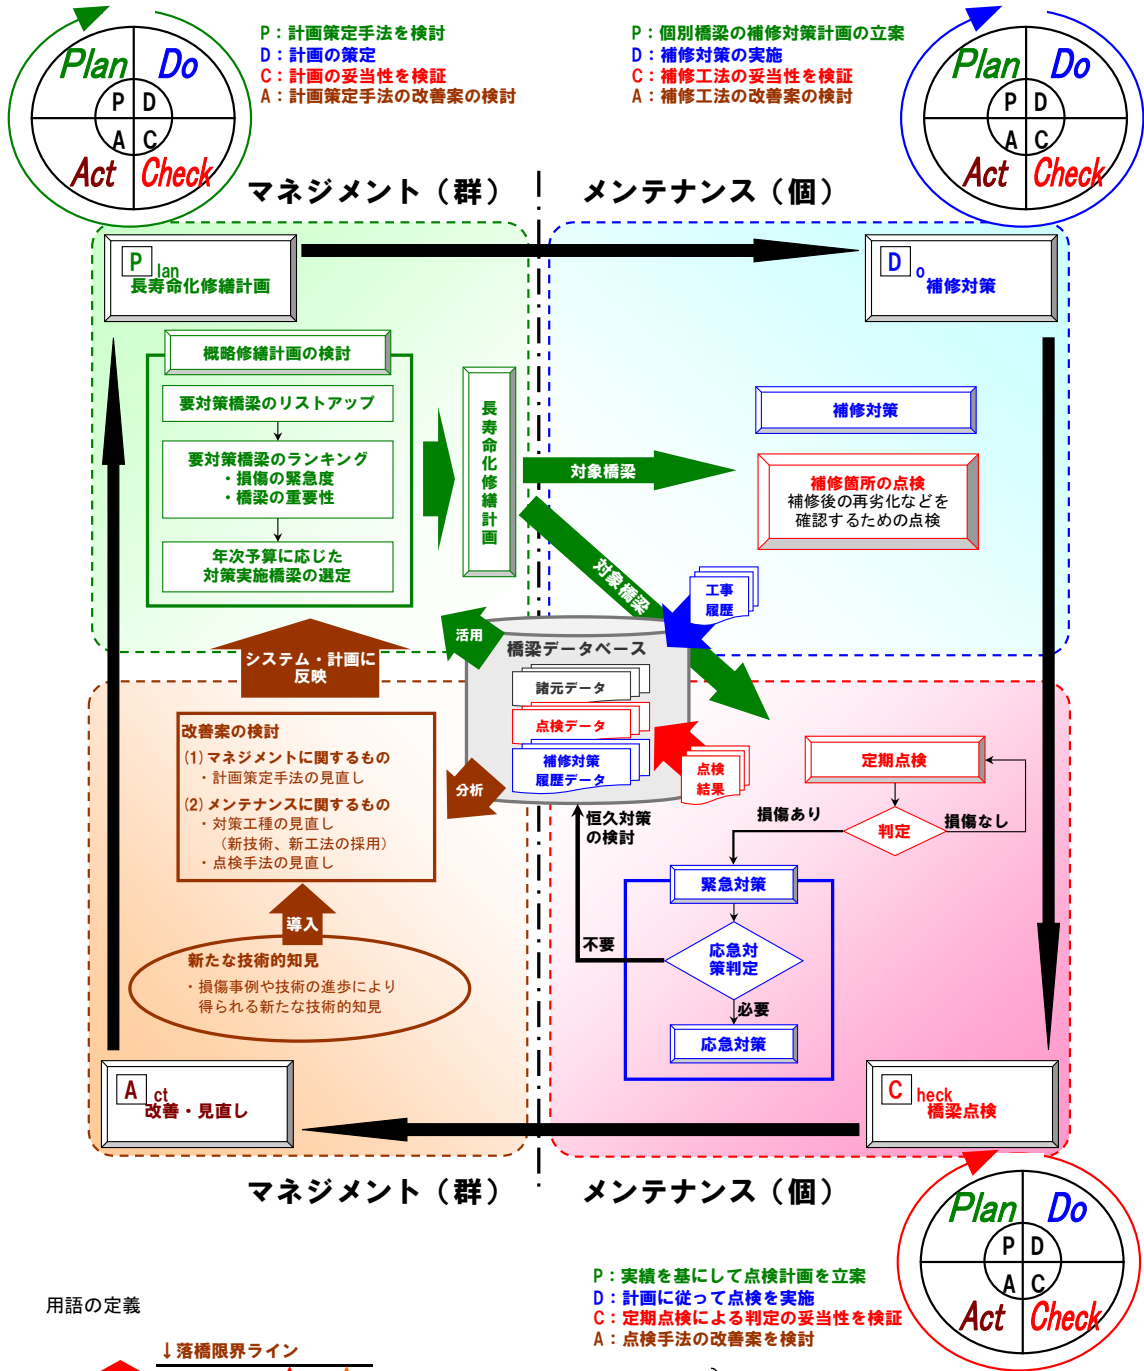 P：計画策定手法を検討
D：計画の策定
C：計画の妥当性を検証
A：計画策定手法の改善案の検討
P：個別橋梁の補修対策計画の立案
D：補修対策の実施
C：補修工法の妥当性を検証
A：補修工法の改善案の検討
Plan Do
P D
A C
Act Check
Plan Do
P D
A C
Act Check
マネジメント（群）
メンテナンス（個）
P lan
長寿命化修繕計画
D o
補修対策
概略修繕計画の検討
要対策橋梁のリストアップ
要対策橋梁のランキング
・損傷の緊急度
・橋梁の重要性
年次予算に応じた
対策実施橋梁の選定
長寿命化修繕計画
対象橋梁
対象橋梁
補修対策
補修箇所の点検
補修後の再劣化などを
確認するための点検
工事
履歴
活用
橋梁データベース
諸元データ
点検データ
補修対策
履歴データ
点検
結果
分析
システム・計画に
反映
改善案の検討
(1)マネジメントに関するもの
・計画策定手法の見直し
(2)メンテナンスに関するもの
・対策工種の見直し
（新技術、新工法の採用）
・点検手法の見直し
導入
新たな技術的知見
・損傷事例や技術の進歩により
得られる新たな技術的知見
定期点検
判定
損傷なし
損傷あり
恒久対策
の検討
緊急対策
応急対
策判定
不要
必要
応急対策
A ct
改善・見直し
C heck
橋梁点検
マネジメント（群）
メンテナンス（個）
Plan Do
P D
A C
Act Check
P：実績を基にして点検計画を立案
D：計画に従って点検を実施
C：定期点検による判定の妥当性を検証
A：点検手法の改善案を検討
用語の定義
↓落橋限界ライン